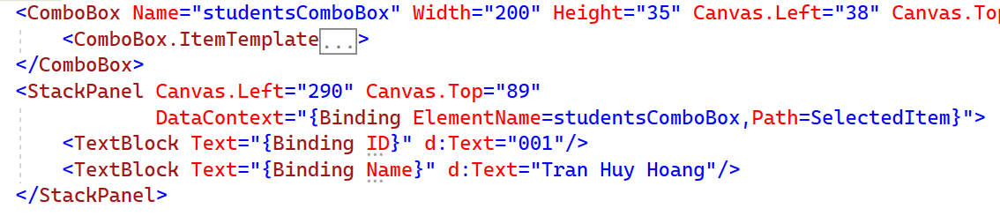 <ComboBox Name="studentsComboBox" Width="200" Height="35" Canvas.Left="38" Canvas.To
<ComboBox.ItemTemplate...>
</ComboBox>
<StackPanel Canvas.Left="290" Canvas.Top="89"
DataContext="{Binding ElementName=studentsComboBox,Path=SelectedItem}">
<TextBlock Text="{Binding ID}" d:Text="001"/>
<TextBlock Text="{Binding Name}" d:Text="Tran Huy Hoang"/>
</StackPanel>